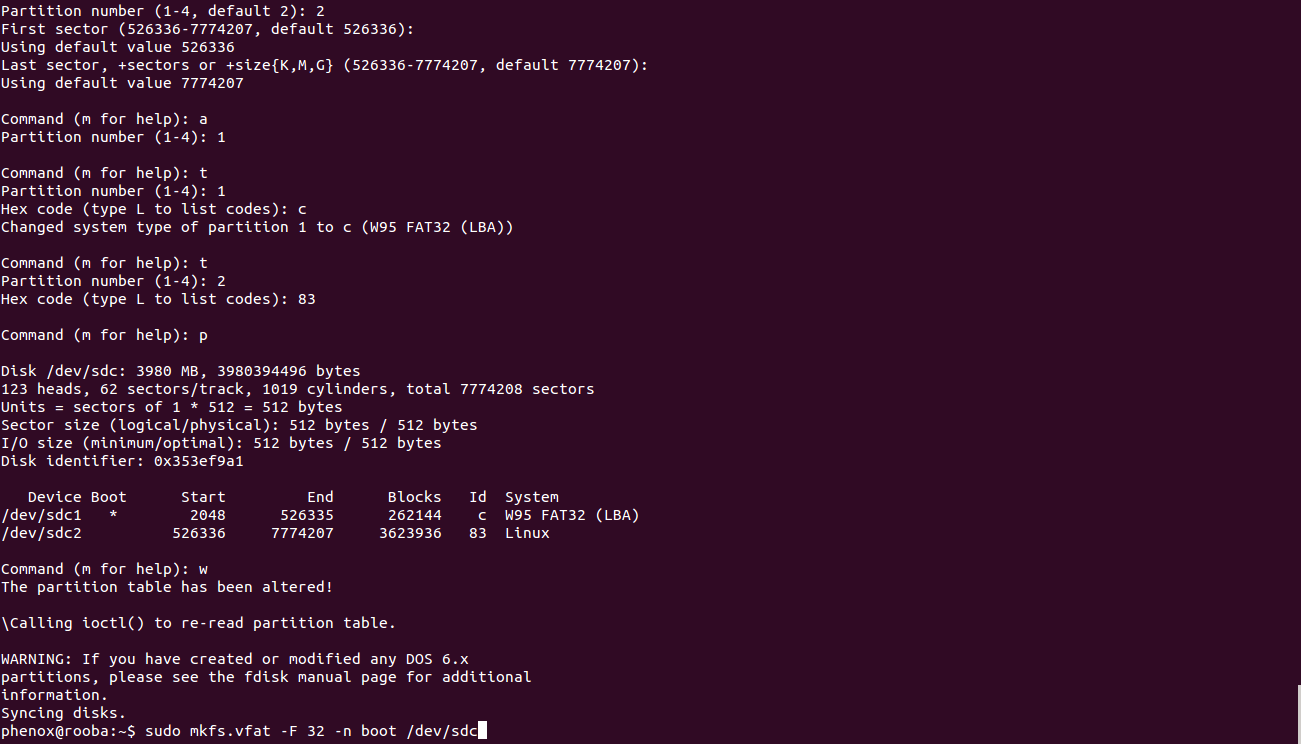 Partition number (1-4, default 2): 2
First sector (526336-7774207, default 526336):
Using default value 526336
Last sector, +sectors or +size{K,M,G} (526336-7774207, default 7774207):
Using default value 7774207
Command (m for help): a
Partition number (1-4): 1
Command (m for help): t
Partition number (1-4): 1
Hex code (type L to list codes): c
Changed system type of partition 1 to c (W95 FAT32 (LBA))
Command (m for help): t
Partition number (1-4): 2
Hex code (type L to list codes): 83
Command (m for help): p
Disk /dev/sdc: 3980 MB, 3980394496 bytes
123 heads, 62 sectors/track, 1019 cylinders, total 7774208 sectors
Units = sectors of 1 * 512 = 512 bytes
Sector size (logical/physical): 512 bytes / 512 bytes
I/O size (minimum/optimal): 512 bytes / 512 bytes
Disk identifier: 0x353ef9a1
Device Boot Start End Blocks Id System
/dev/sdc1 * 2048 526335 262144 c W95 FAT32 (LBA)
/dev/sdc2 526336 7774207 3623936 83 Linux
Command (m for help): w
The partition table has been altered!
\Calling ioctl() to re-read partition table.
WARNING: If you have created or modified any DOS 6.x
partitions, please see the fdisk manual page for additional
information.
Syncing disks.
phenox@rooba:~$ sudo mkfs.vfat -F 32 -n boot /dev/sdc